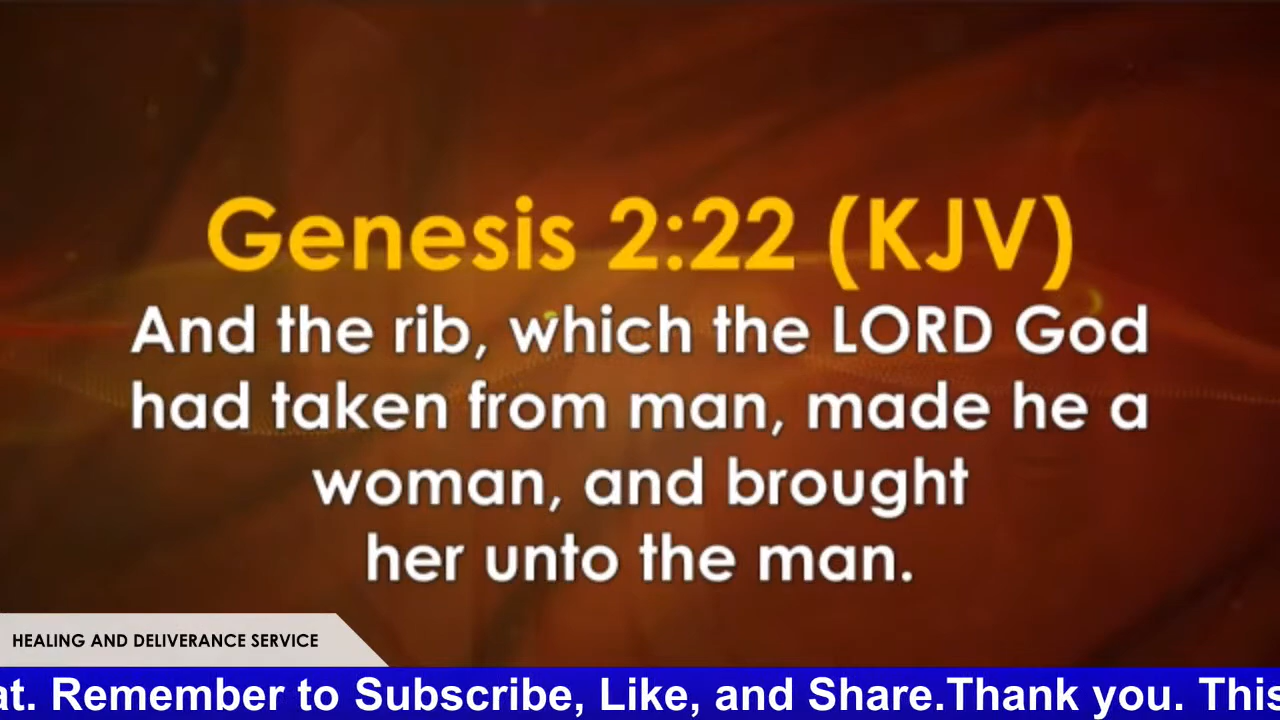 Genesis 2:22 (KJV)
And the rib, which the LORD God
had taken from man, made he a
woman, and brought
her unto the man.
HEALING AND DELIVERANCE SERVICE
at. Remember to Subscribe, Like, and Share.Thank you. This